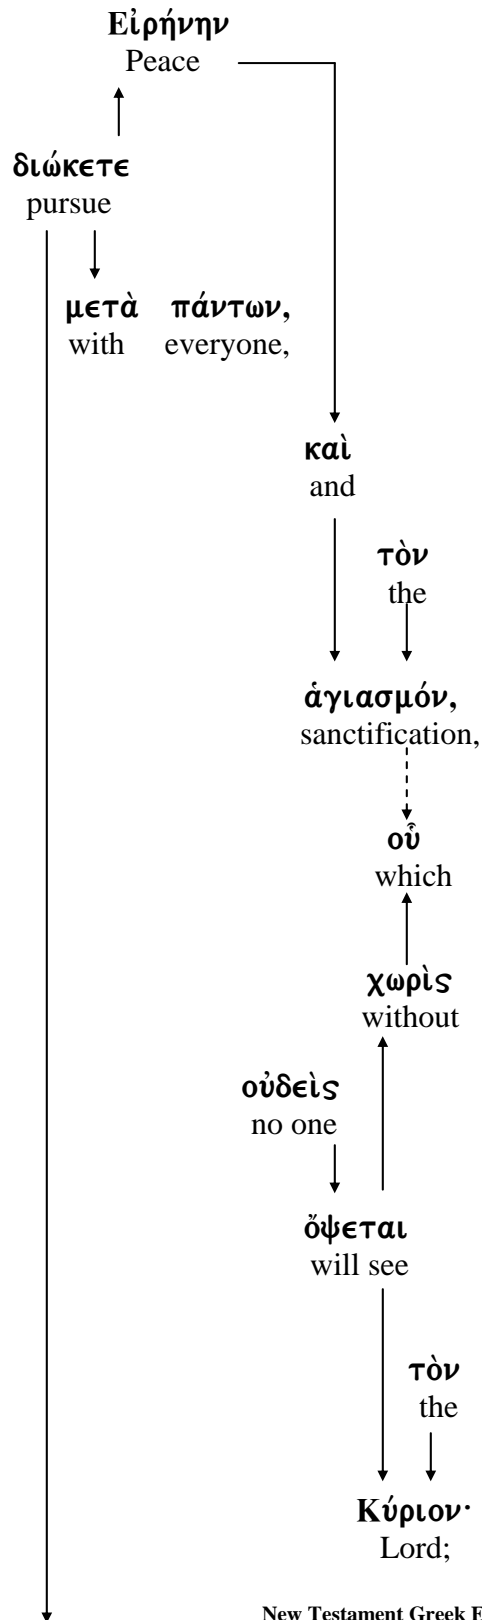 Εἰρήνην
Peace
διώκετε
pursue
μετὰ πάντων,
with everyone,
καὶ
and
τὸν
the
ἁγιασμόν,
sanctification,
οὗ
which
χωρὶς
without
οὐδεὶς
no one
ὄψεται
will see
τὸν
the
Κύριον·
Lord;
New Testament Greek